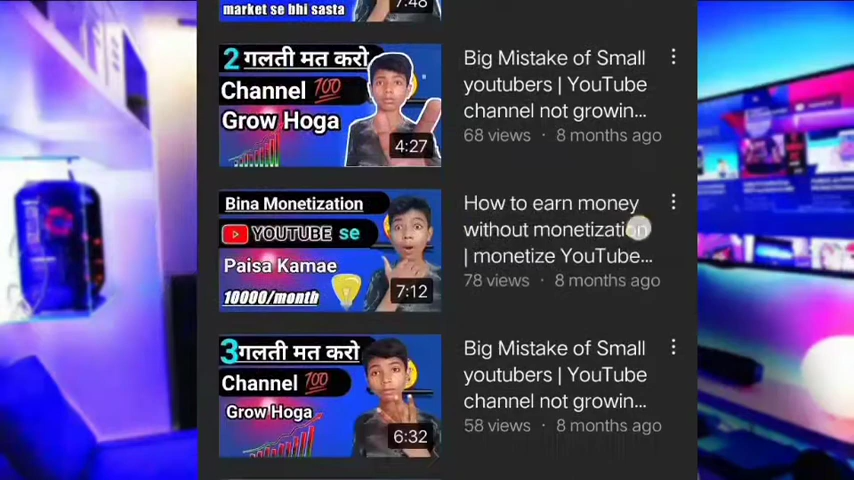 market se bhi sasta
7:48
2 गलती मत करो
Channel 100
Grow Hoga
4:27
Big Mistake of Small
youtubers | YouTube
channel not growin...
68 views · 8 months ago
Bina Monetization
YOUTUBE se
Paisa Kamae
10000/month
7:12
How to earn money
without monetization
| monetize YouTube...
78 views · 8 months ago
3गलती मत करो
Channel 100
Grow Hoga
6:32
Big Mistake of Small
youtubers | YouTube
channel not growin...
58 views · 8 months ago